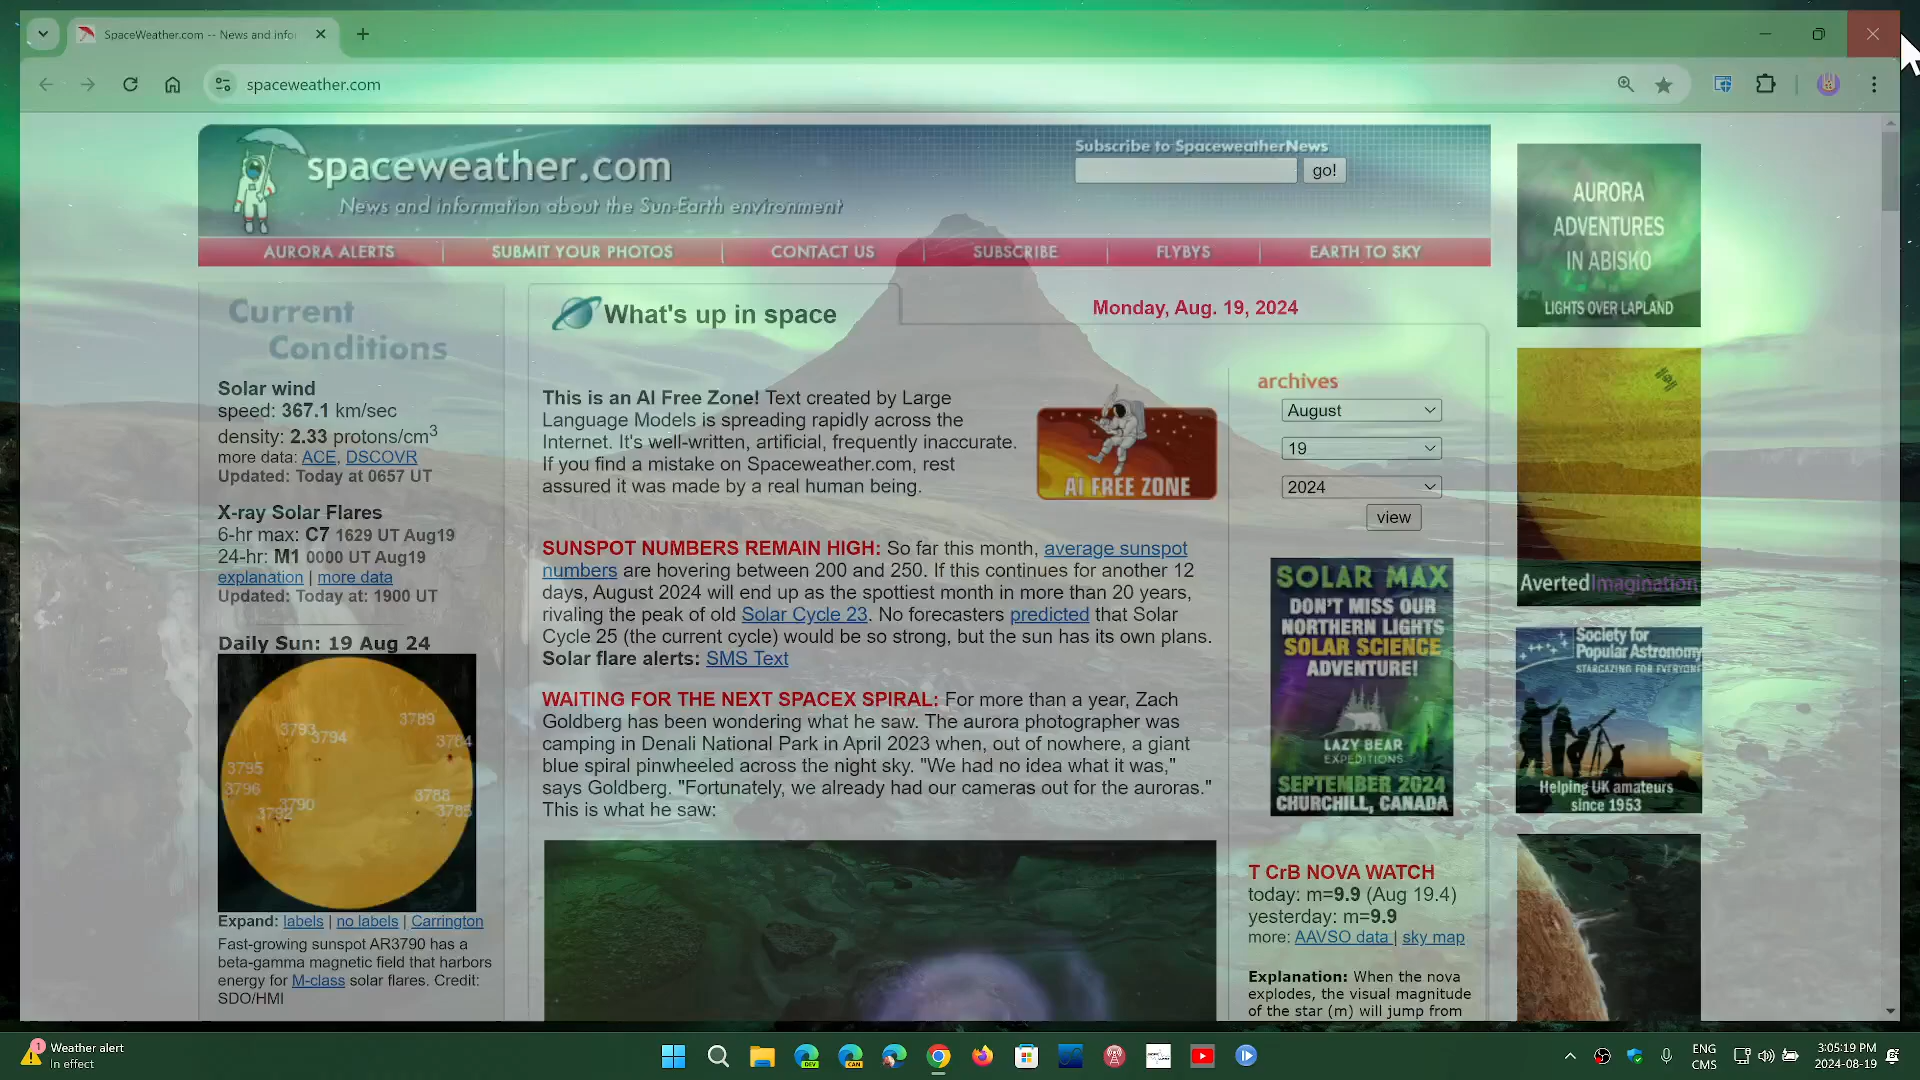 SpaceWeather.com -- News and info
spaceweather.com
spaceweather.com
News and information about the Sun-Earth environment
Subscribe to SpaceweatherNews
go!
AURORA ALERTS
SUBMIT YOUR PHOTOS
CONTACT US
SUBSCRIBE
FLYBYS
EARTH TO SKY
Current
Conditions
Solar wind
speed: 367.1 km/sec
density: 2.33 protons/cm3
more data: ACE, DSCOVR
Updated: Today at 0657 UT
X-ray Solar Flares
6-hr max: C7 1629 UT Aug19
24-hr: M1 0000 UT Aug19
explanation | more data
Updated: Today at: 1900 UT
Daily Sun: 19 Aug 24
3793
3794
3789
3784
3795
3796
3792
3790
3788
3785
Expand: labels | no labels | Carrington
Fast-growing sunspot AR3790 has a
beta-gamma magnetic field that harbors
energy for M-class solar flares. Credit:
SDO/HMI
What's up in space
Monday, Aug. 19, 2024
This is an AI Free Zone! Text created by Large
Language Models is spreading rapidly across the
Internet. It's well-written, artificial, frequently inaccurate.
If you find a mistake on Spaceweather.com, rest
assured it was made by a real human being.
AI FREE ZONE
SUNSPOT NUMBERS REMAIN HIGH: So far this month, average sunspot
numbers are hovering between 200 and 250. If this continues for another 12
days, August 2024 will end up as the spottiest month in more than 20 years,
rivaling the peak of old Solar Cycle 23. No forecasters predicted that Solar
Cycle 25 (the current cycle) would be so strong, but the sun has its own plans.
Solar flare alerts: SMS Text
WAITING FOR THE NEXT SPACEX SPIRAL: For more than a year, Zach
Goldberg has been wondering what he saw. The aurora photographer was
camping in Denali National Park in April 2023 when, out of nowhere, a giant
blue spiral pinwheeled across the night sky. "We had no idea what it was,"
says Goldberg. "Fortunately, we already had our cameras out for the auroras."
This is what he saw:
archives
August
19
2024
view
SOLAR MAX
DON'T MISS OUR
NORTHERN LIGHTS
SOLAR SCIENCE
ADVENTURE!
LAZY BEAR
EXPEDITIONS
SEPTEMBER 2024
CHURCHILL, CANADA
T CrB NOVA WATCH
today: m=9.9 (Aug 19.4)
yesterday: m=9.9
more: AAVSO data | sky map
Explanation: When the nova
explodes, the visual magnitude
of the star (m) will jump from
AURORA
ADVENTURES
IN ABISKO
LIGHTS OVER LAPLAND
AvertedImagination
Society for
Popular Astronomy
STARGAZING FOR EVERYONE
Helping UK amateurs
since 1953
1
Weather alert
In effect
DEV
CAN
ENG
CMS
3:05:19 PM
2024-08-19